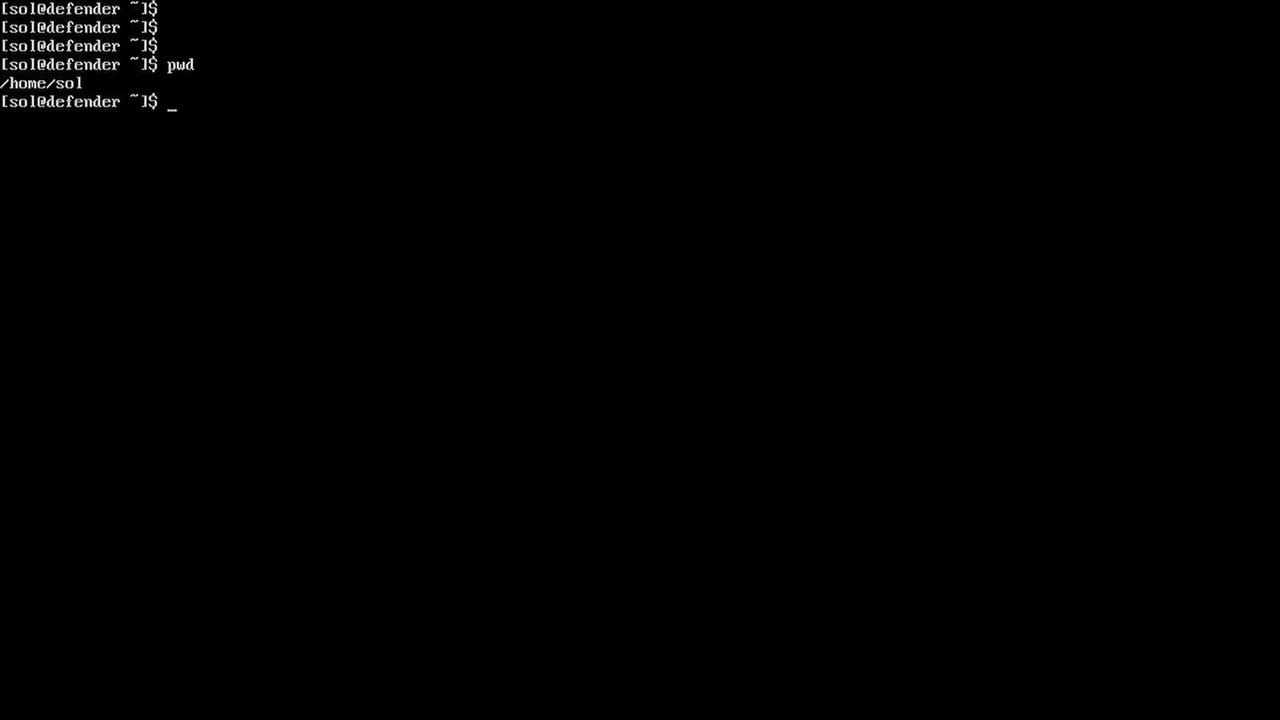 [sol@defender ~]$
[sol@defender ~]$
[sol@defender ~]$
[sol@defender ~]$ pwd
/home/sol
[sol@defender ~]$ _